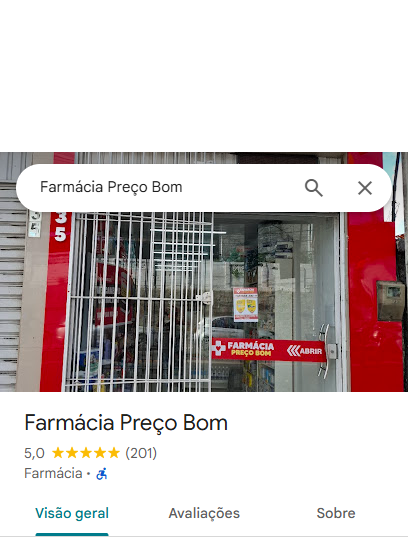 Farmácia Preço Bom
35
35
FARMÁCIA
PREÇO BOM
ABRIR
Farmácia Preço Bom
5,0 ★★★★★ (201)
Farmácia ·
Visão geral Avaliações Sobre